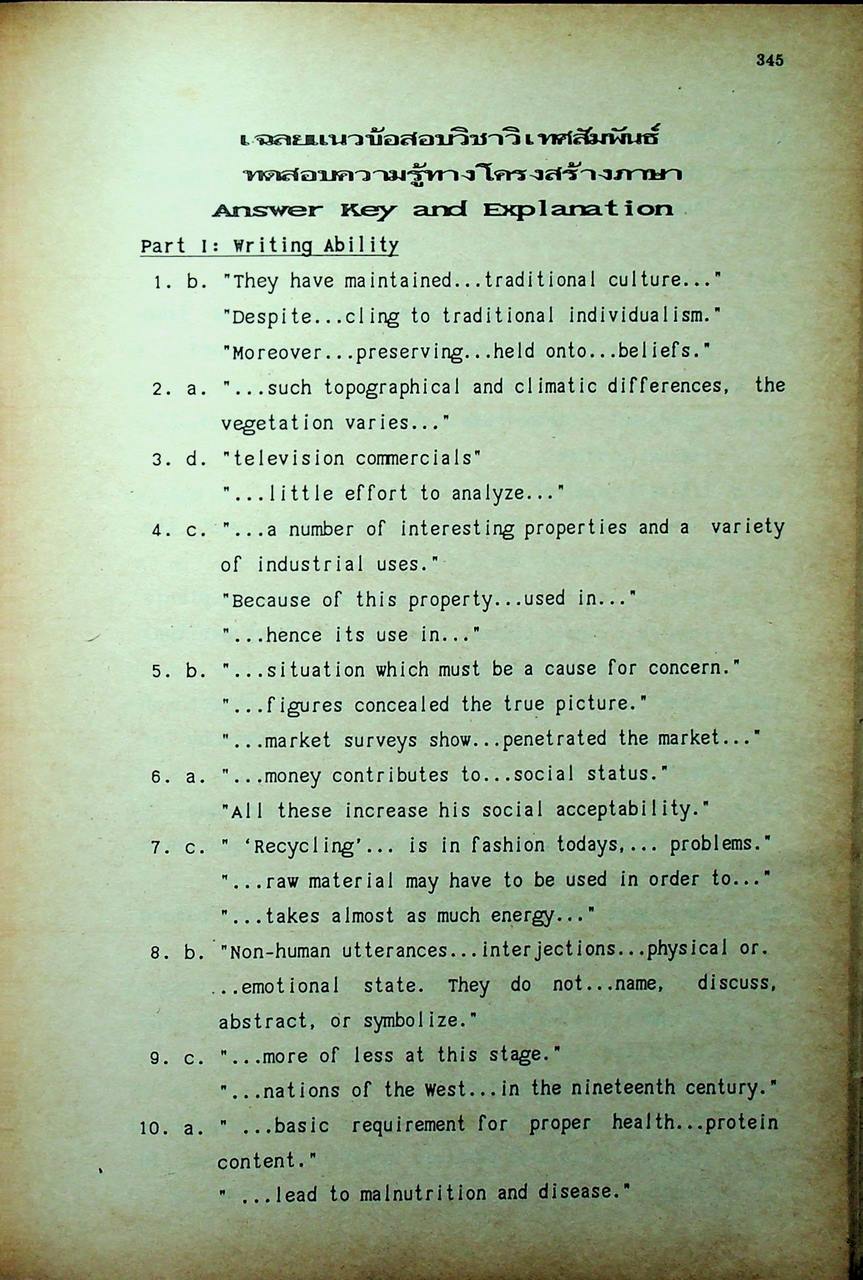 345
เฉลยแนวข้อสอบวิชาวิเทศสัมพันธ์
ทดสอบความรู้ทางโครงสร้างภาษา
Answer Key and Explanation
Part I: Writing Ability
1. b. "They have maintained...traditional culture..."
"Despite...cling to traditional individualism."
"Moreover...preserving...held onto...beliefs."
2. a. "...such topographical and climatic differences, the
vegetation varies..."
3. d. "television commercials"
"...little effort to analyze..."
4. c. "...a number of interesting properties and a variety
of industrial uses."
"Because of this property...used in..."
"...hence its use in..."
5. b. "...situation which must be a cause for concern."
"...figures concealed the true picture."
"...market surveys show...penetrated the market..."
6. a. "...money contributes to...social status."
"All these increase his social acceptability."
7. c. " ‘Recycling’... is in fashion todays,... problems."
"...raw material may have to be used in order to..."
"...takes almost as much energy..."
8. b. "Non-human utterances...interjections...physical or.
...emotional state. They do not...name, discuss,
abstract, or symbolize."
9. c. "...more of less at this stage."
"...nations of the West...in the nineteenth century."
10. a. " ...basic requirement for proper health...protein
content."
" ...lead to malnutrition and disease."